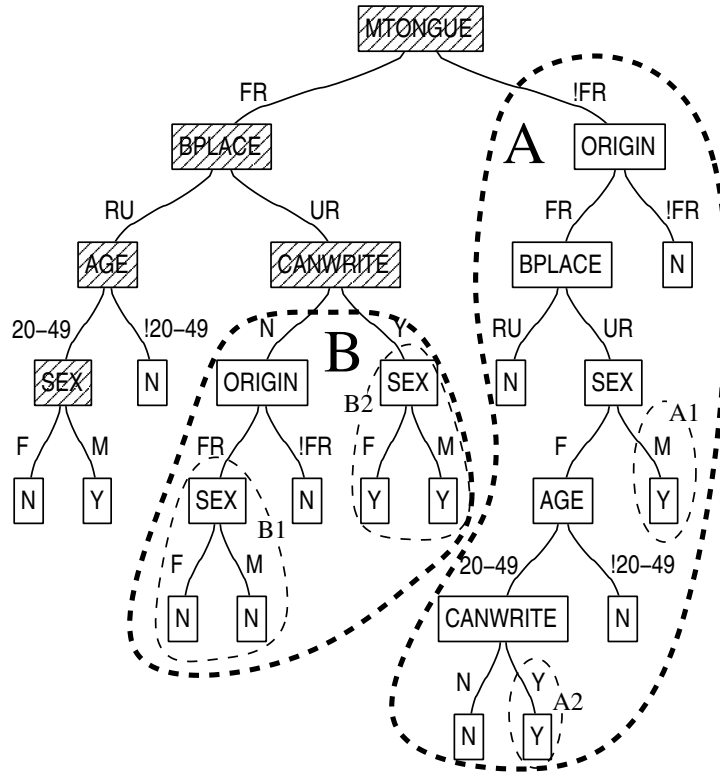 MTONGUE
FR !FR
BPLACE A ORIGIN
RU UR FR !FR
AGE CANWRITE BPLACE N
20−49 !20−49 N Y RU UR
SEX N ORIGIN B SEX N SEX
B2 A1
F M FR !FR F M F M
N Y SEX N Y Y AGE Y
B1
F M 20−49 !20−49
N N CANWRITE N
N Y
A2
N Y